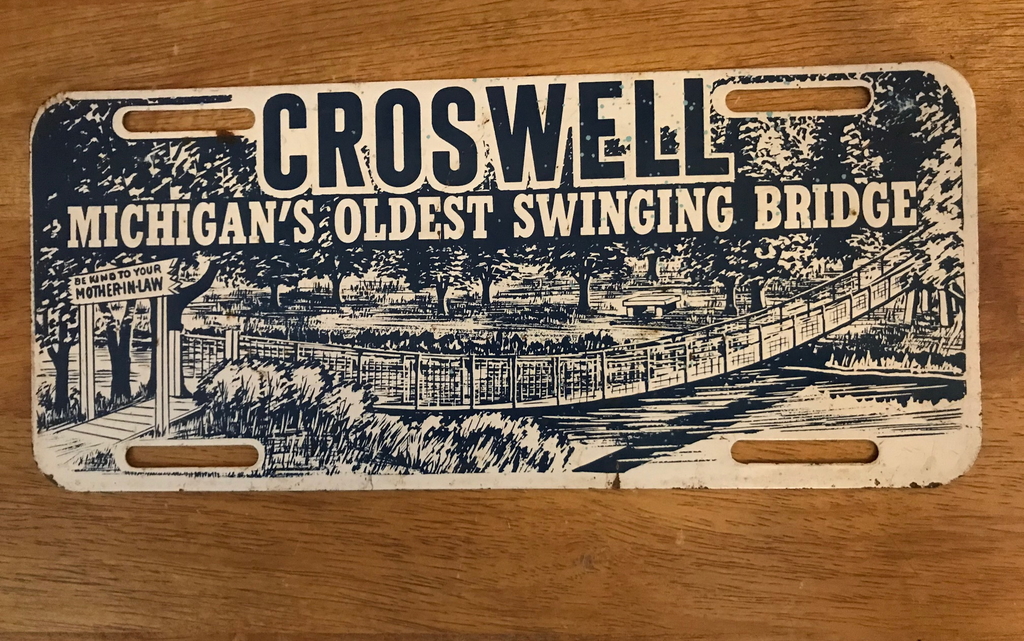 CROSWELL
MICHIGAN'S OLDEST SWINGING BRIDGE
BE KIND TO YOUR
MOTHER-IN-LAW